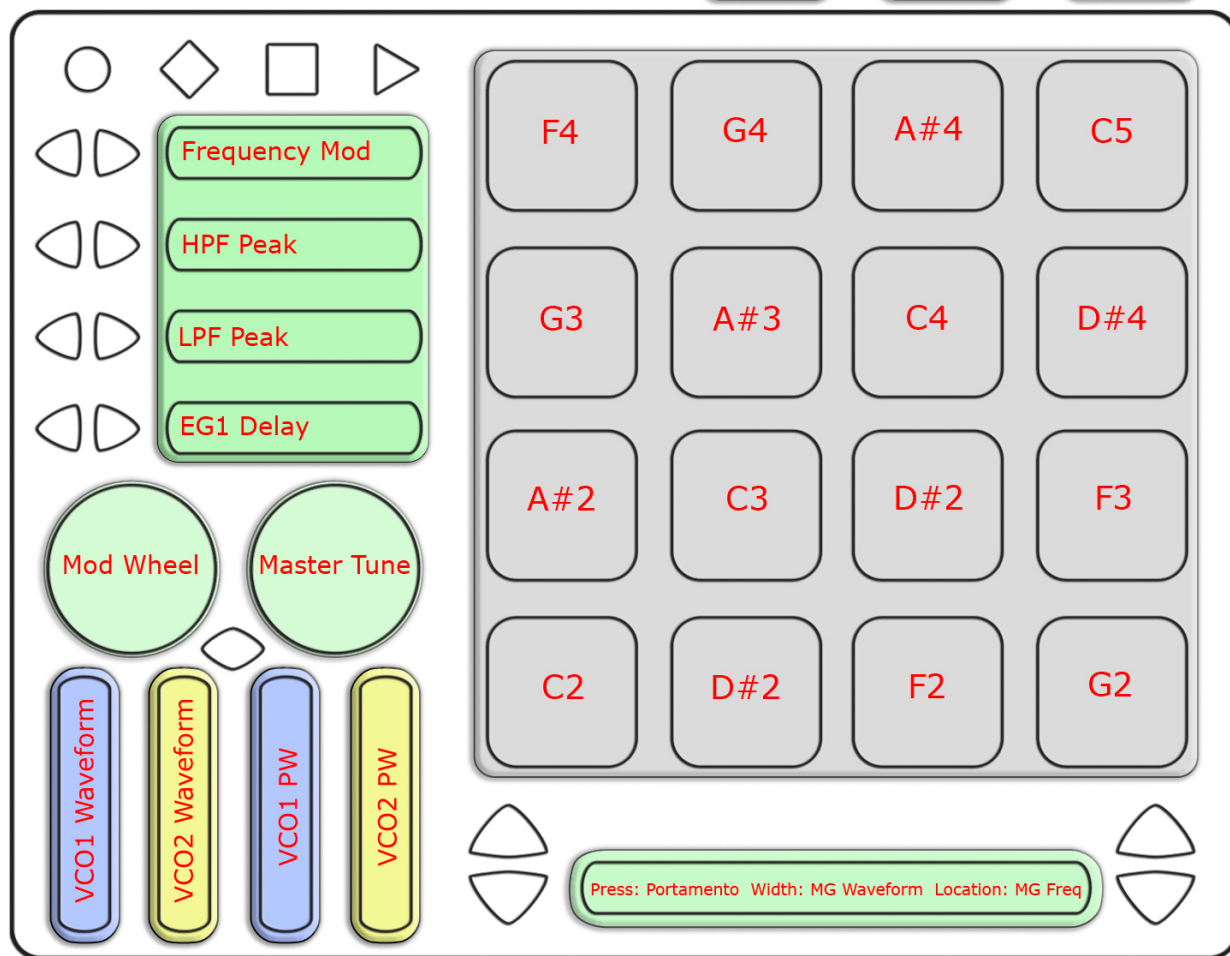 F4 G4 A#4 C5
Frequency Mod
HPF Peak
G3 A#3 C4 D#4
LPF Peak
EG1 Delay
A#2 C3 D#2 F3
Mod Wheel Master Tune
C2 D#2 F2 G2
VCO1 Waveform
VCO2 Waveform
VCO1 PW
VCO2 PW
Press: Portamento Width: MG Waveform Location: MG Freq